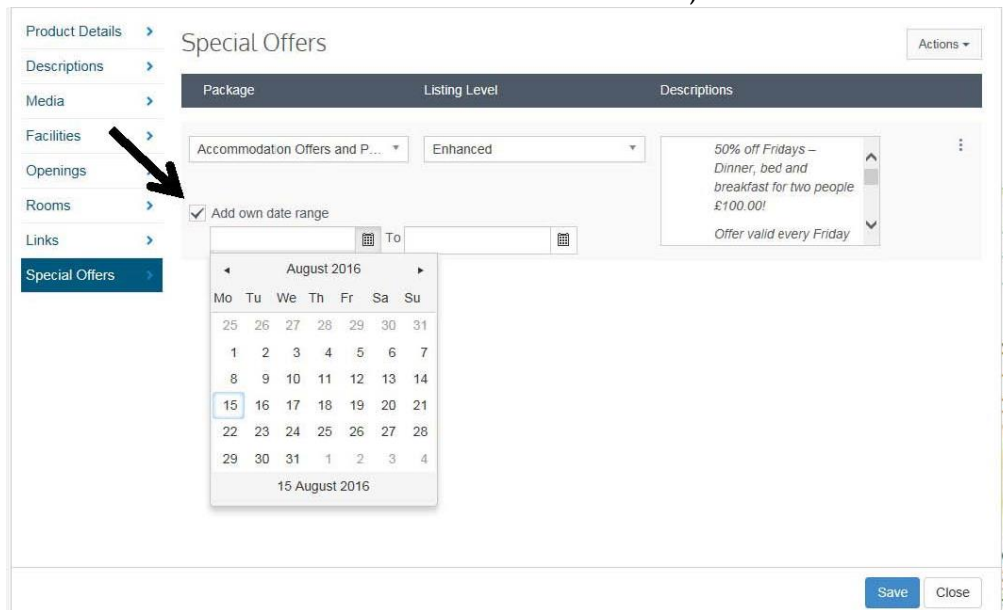 Product Details
Descriptions
Media
Facilities
Openings
Rooms
Links
Special Offers
Special Offers
Actions
Package Listing Level Descriptions
Accommodation Offers and P...
Enhanced
50% off Fridays –
Dinner, bed and
breakfast for two people
£100.00!
Offer valid every Friday
Add own date range
To
August 2016
Mo Tu We Th Fr Sa Su
25 26 27 28 29 30 31
1 2 3 4 5 6 7
8 9 10 11 12 13 14
15 16 17 18 19 20 21
22 23 24 25 26 27 28
29 30 31 1 2 3 4
15 August 2016
Save Close